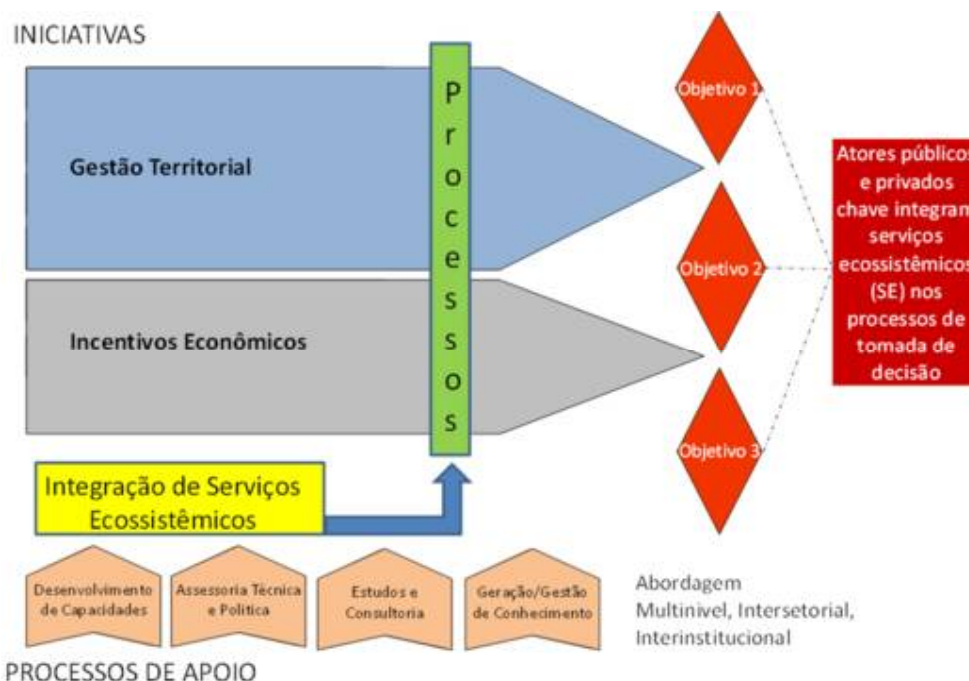 INICIATIVAS
Gestão Territorial
Incentivos Econômicos
P
r
o
c
e
s
s
o
s
Objetivo 1
Objetivo 2
Objetivo 3
Atores públicos
e privados
chave integram
serviços
ecossistêmicos
(SE) nos
processos de
tomada de
decisão
Integração de Serviços
Ecossistêmicos
Desenvolvimento
de Capacidades
Assessoria Técnica
e Politica
Estudos e
Consultoria
Geração/Gestão
de Conhecimento
Abordagem
Multinivel, Intersetorial,
Interinstitucional
PROCESSOS DE APOIO